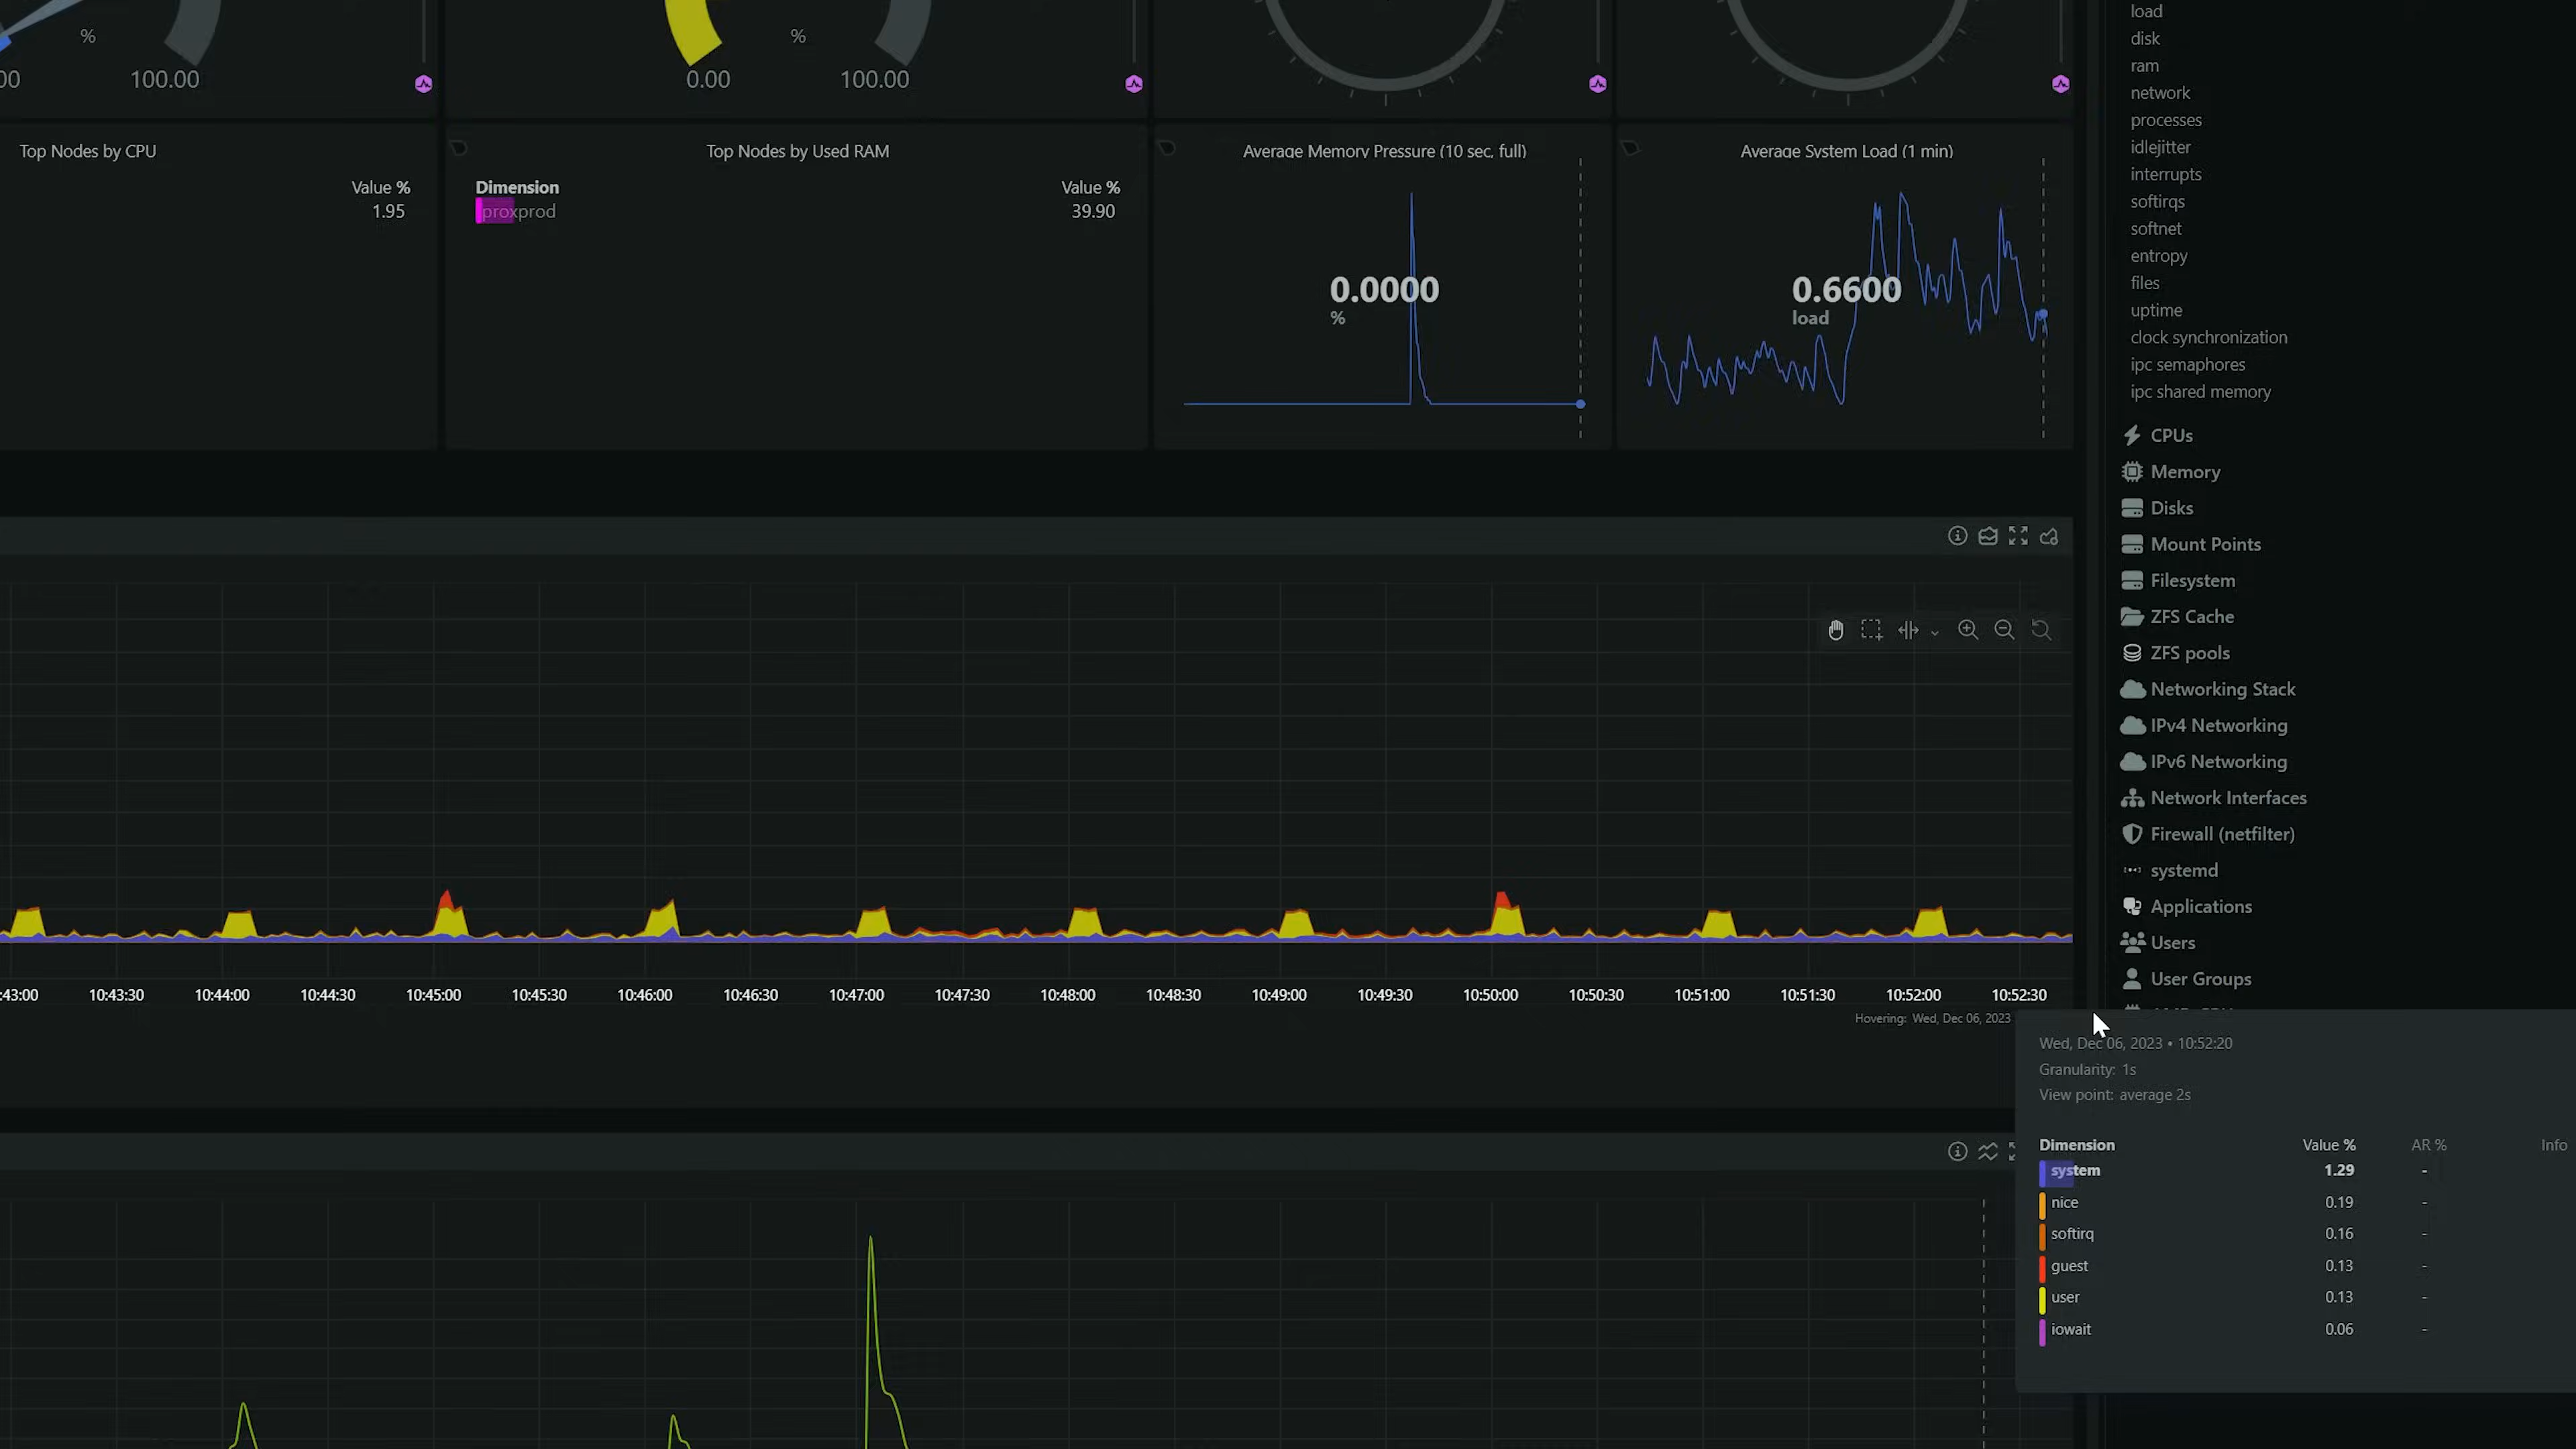 %
00
100.00
%
0.00
100.00
Top Nodes by CPU
Value %
1.95
Top Nodes by Used RAM
Dimension
Value %
proxprod
39.90
Average Memory Pressure (10 sec, full)
0.0000
%
Average System Load (1 min)
0.6600
load
:43:00 10:43:30 10:44:00 10:44:30 10:45:00 10:45:30 10:46:00 10:46:30 10:47:00 10:47:30 10:48:00 10:48:30 10:49:00 10:49:30 10:50:00 10:50:30 10:51:00 10:51:30 10:52:00 10:52:30
Hovering: Wed, Dec 06, 2023
load
disk
ram
network
processes
idlejitter
interrupts
softirqs
softnet
entropy
files
uptime
clock synchronization
ipc semaphores
ipc shared memory
CPUs
Memory
Disks
Mount Points
Filesystem
ZFS Cache
ZFS pools
Networking Stack
IPv4 Networking
IPv6 Networking
Network Interfaces
Firewall (netfilter)
systemd
Applications
Users
User Groups
Wed, Dec 06, 2023 • 10:52:20
Granularity: 1s
View point: average 2s
Dimension Value % AR % Info
system 1.29 -
nice 0.19 -
softirq 0.16 -
guest 0.13 -
user 0.13 -
iowait 0.06 -